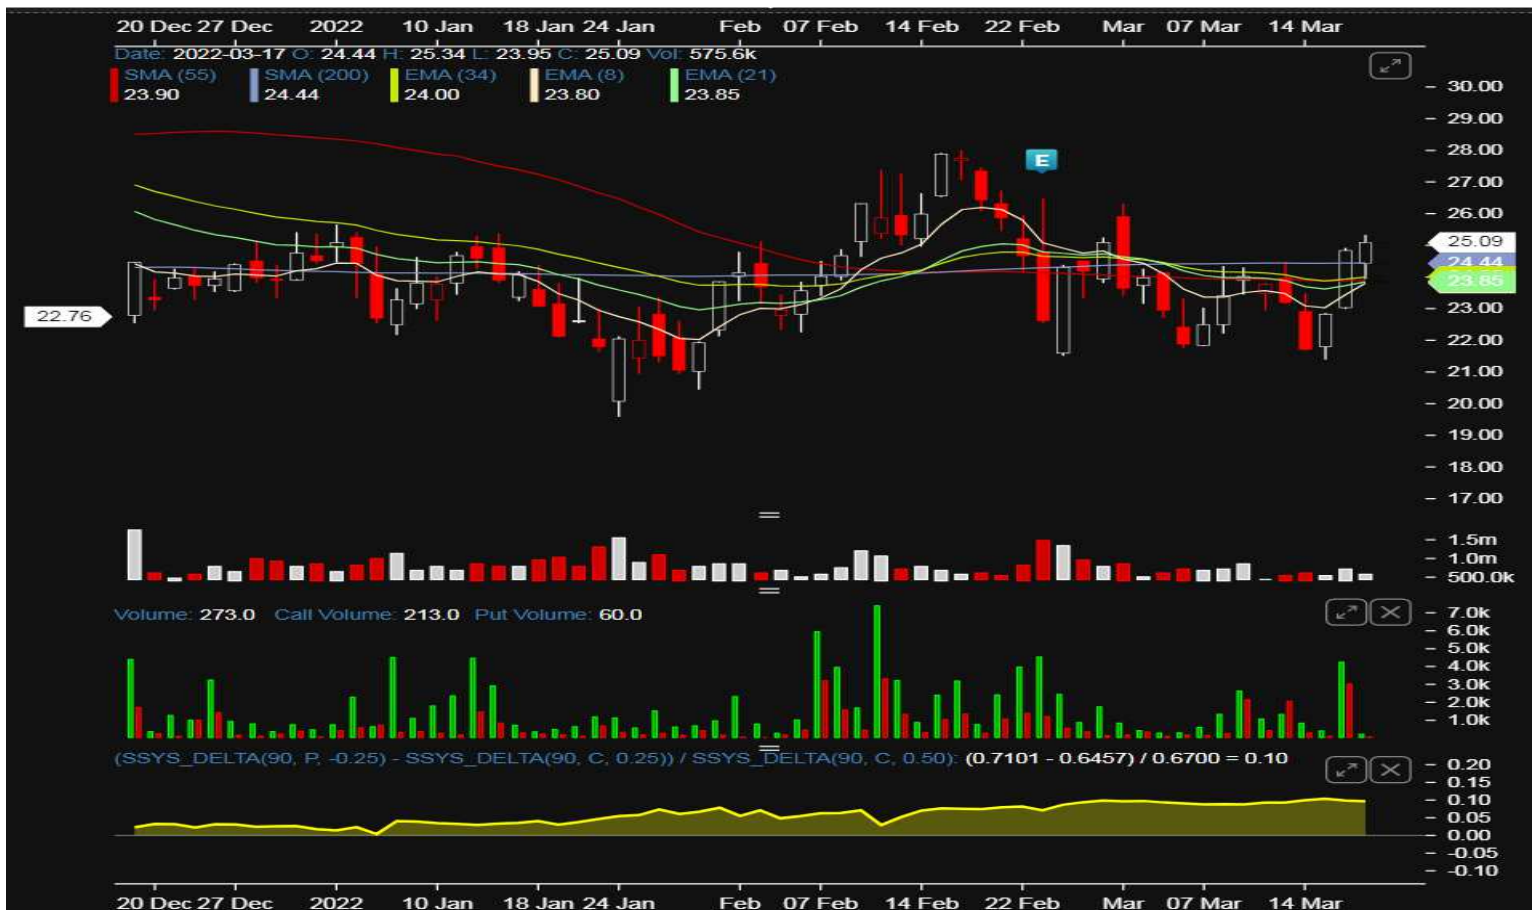 20 Dec 27 Dec 2022 10 Jan 18 Jan 24 Jan Feb 07 Feb 14 Feb 22 Feb Mar 07 Mar 14 Mar
Date: 2022-03-17 O: 24.44 H: 25.34 L: 23.95 C: 25.09 Vol: 575.6k
SMA (55) SMA (200) EMA (34) EMA (8) EMA (21)
23.90 24.44 24.00 23.80 23.85
30.00
29.00
28.00
E
27.00
26.00
25.09
24.44
23.85
23.00
22.76
22.00
21.00
20.00
19.00
18.00
17.00
1.5m
1.0m
500.0k
Volume: 273.0 Call Volume: 213.0 Put Volume: 60.0
7.0k
6.0k
5.0k
4.0k
3.0k
2.0k
1.0k
(SSYS_DELTA(90, P, -0.25) - SSYS_DELTA(90, C, 0.25)) / SSYS_DELTA(90, C, 0.50): (0.7101 - 0.6457) / 0.6700 = 0.10
0.20
0.15
0.10
0.05
0.00
-0.05
-0.10
20 Dec 27 Dec 2022 10 Jan 18 Jan 24 Jan Feb 07 Feb 14 Feb 22 Feb Mar 07 Mar 14 Mar